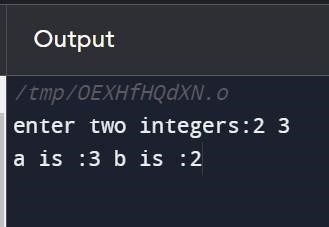 Output
/tmp/OEXHfHQdXN.o
enter two integers:2 3
a is :3 b is :2